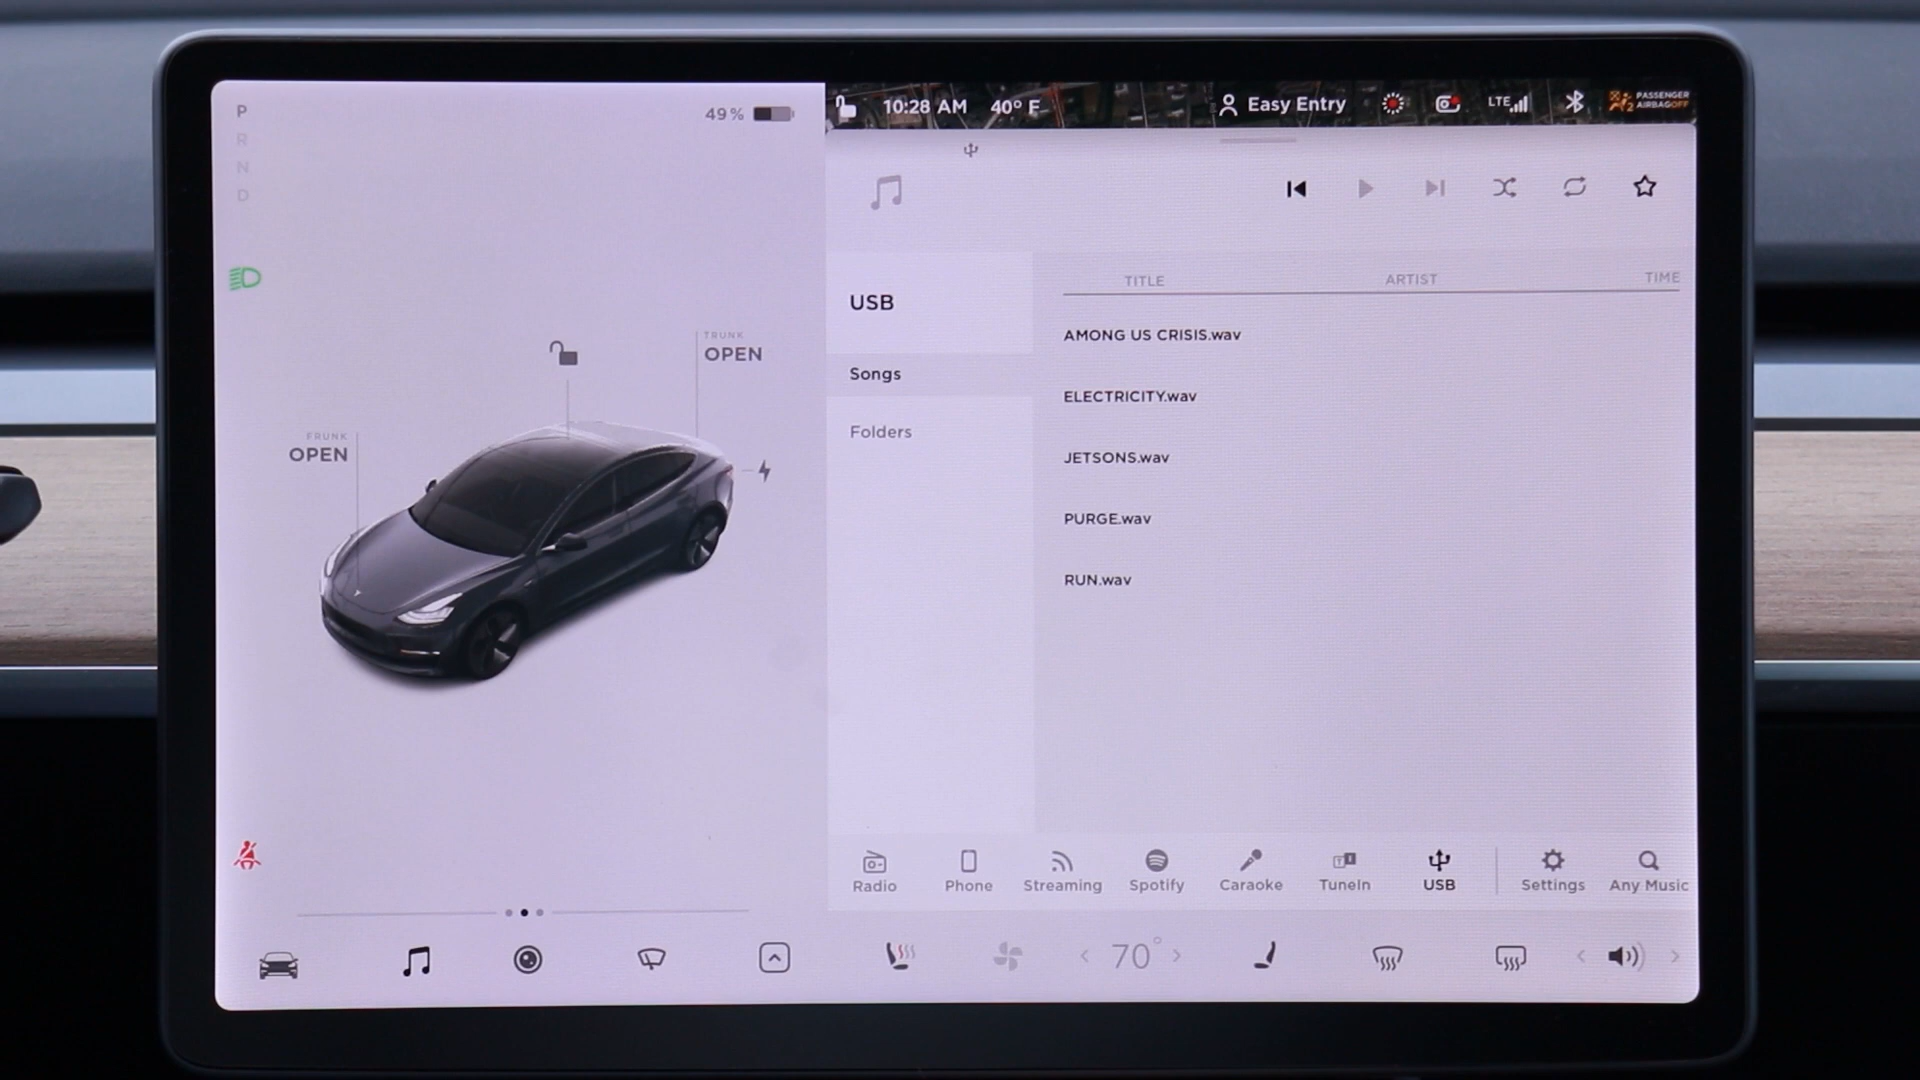 P
R
N
D
49 %
TRUNK
OPEN
FRUNK
OPEN
10:28 AM
40° F
Easy Entry
LTE
2
PASSENGER
AIRBAG OFF
USB
Songs
Folders
TITLE ARTIST TIME
AMONG US CRISIS.wav
ELECTRICITY.wav
JETSONS.wav
PURGE.wav
RUN.wav
Radio
Phone
Streaming
Spotify
Caraoke
TuneIn
USB
Settings
Any Music
70°